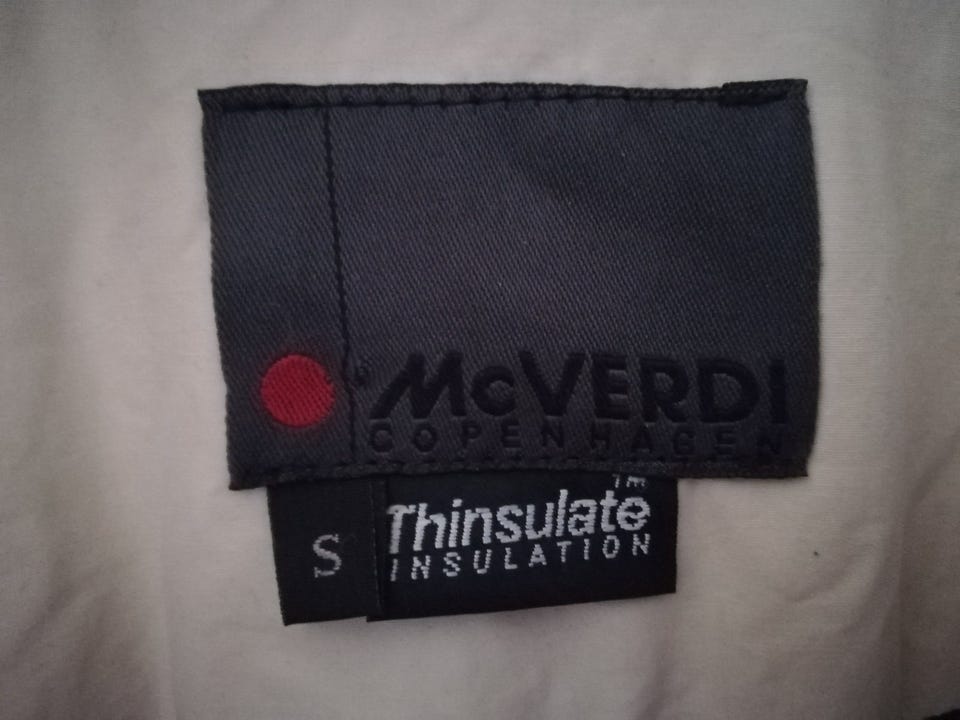 McVERDI
COPENHAGEN
S
Thinsulate™
INSULATION